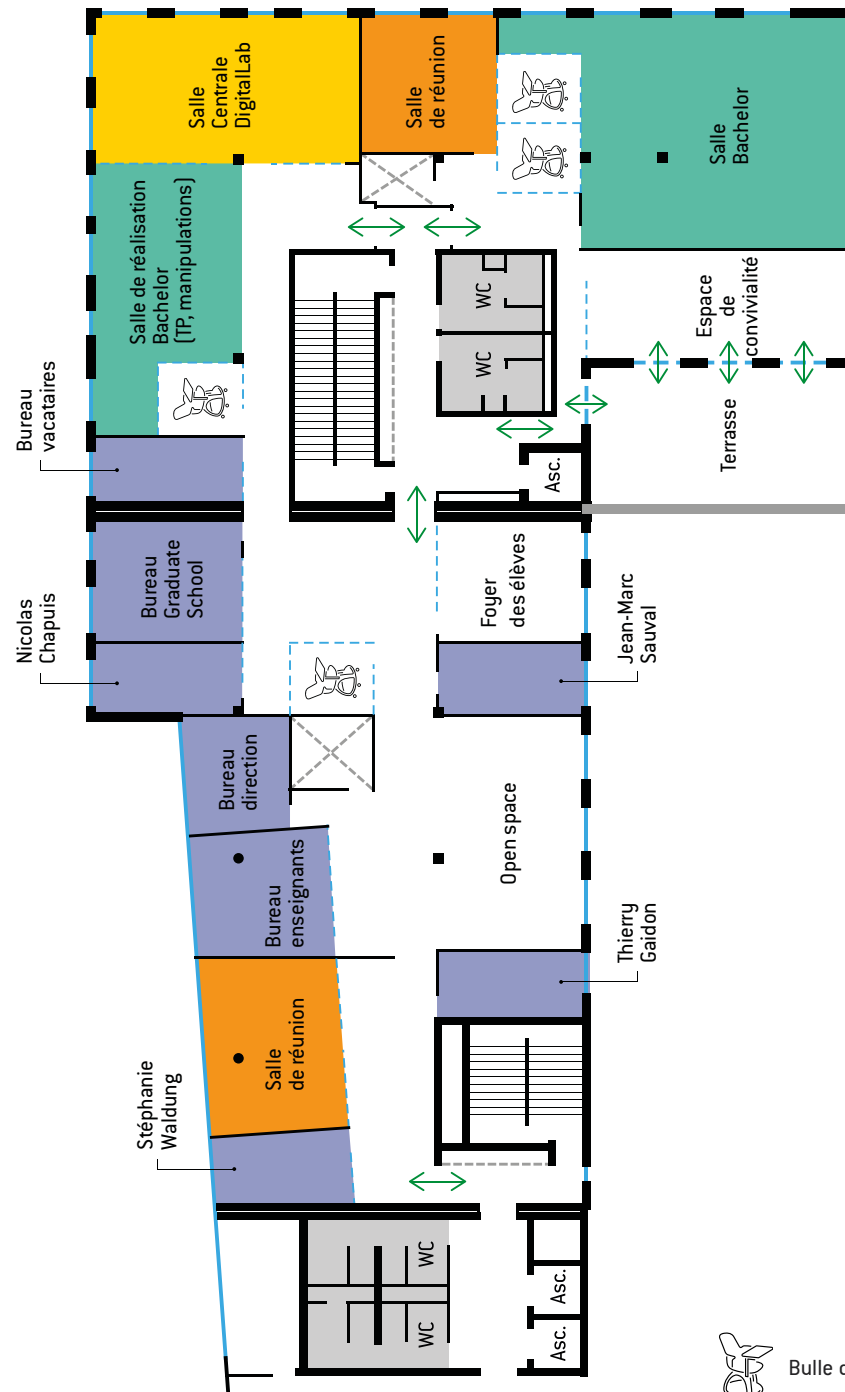 Salle
Centrale
DigitalLab
Salle
de réunion
Salle
Bachelor
Salle de réalisation
Bachelor
(TP, manipulations)
WC
WC
Espace
de
convivialité
Terrasse
Bureau
vacataires
Asc.
Bureau
Graduate
School
Nicolas
Chapuis
Foyer
des élèves
Jean-Marc
Sauval
Bureau
direction
Open space
Bureau
enseignants
Thierry
Gaidon
Salle
de réunion
Stéphanie
Waldung
WC
WC
Asc.
Asc.
Bulle